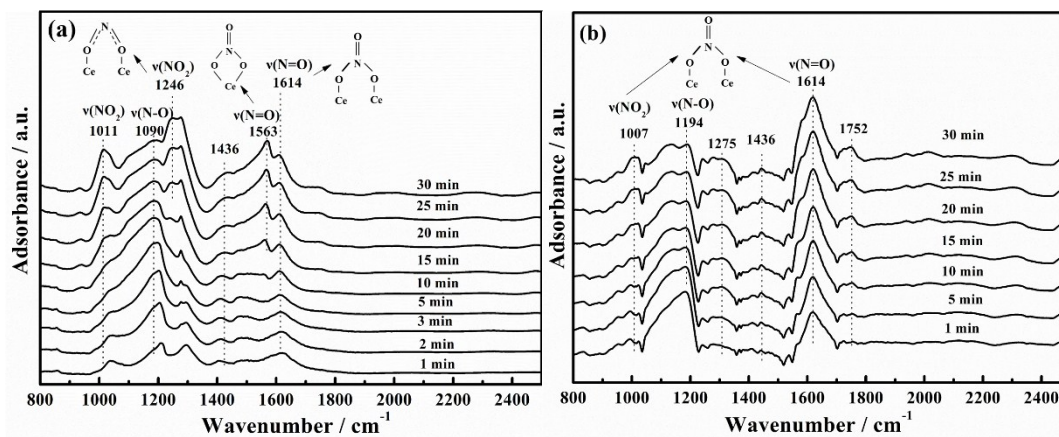 (a)
N
O O
Ce Ce
ν(NO2)
1246
O
N
O O
Ce
ν(N=O)
1614
O
N
O O
Ce Ce
ν(NO2)
1011
ν(N-O)
1090
1436
ν(N=O)
1563
30 min
25 min
20 min
15 min
10 min
5 min
3 min
2 min
1 min
Adsorbance / a.u.
800 1000 1200 1400 1600 1800 2000 2200 2400
Wavenumber / cm-1
(b)
O
N
O O
Ce Ce
ν(N=O)
1614
ν(NO2)
1007
ν(N-O)
1194
1275
1436
1752
30 min
25 min
20 min
15 min
10 min
5 min
1 min
Adsorbance / a.u.
800 1000 1200 1400 1600 1800 2000 2200 2400
Wavenumber / cm-1